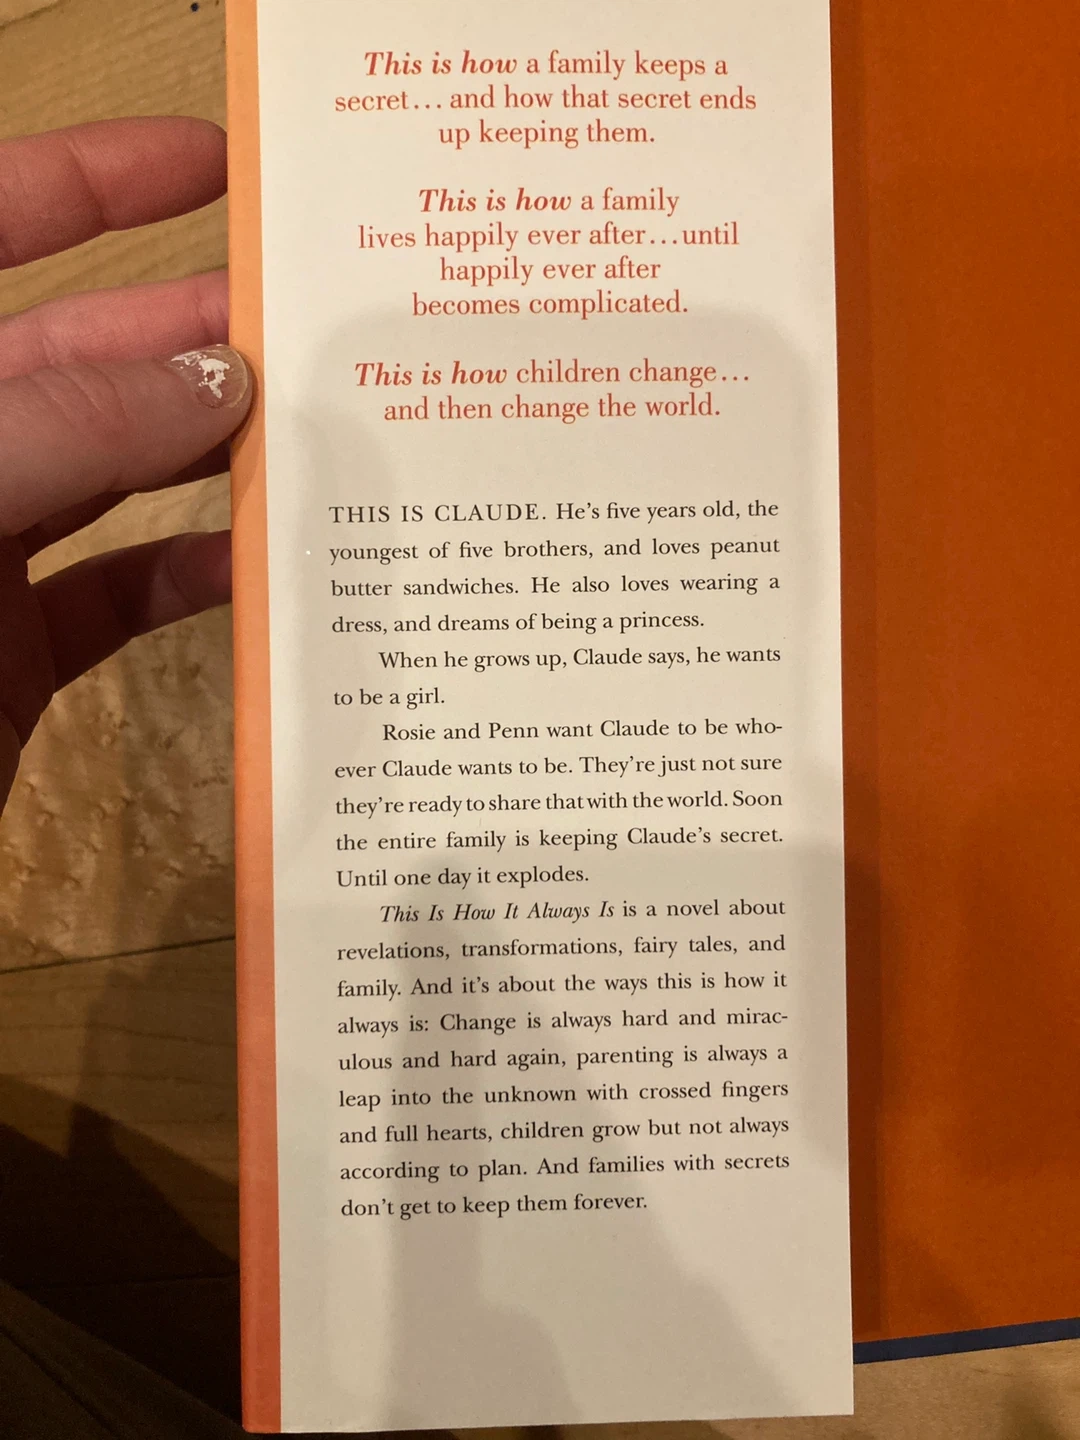 This is how a family keeps a
secret... and how that secret ends
up keeping them.
This is how a family
lives happily ever after...until
happily ever after
becomes complicated.
This is how children change...
and then change the world.
THIS IS CLAUDE. He's five years old, the
youngest of five brothers, and loves peanut
butter sandwiches. He also loves wearing a
dress, and dreams of being a princess.
When he grows up, Claude says, he wants
to be a girl.
Rosie and Penn want Claude to be who-
ever Claude wants to be. They're just not sure
they're ready to share that with the world. Soon
the entire family is keeping Claude's secret.
Until one day it explodes.
This Is How It Always Is is a novel about
revelations, transformations, fairy tales, and
family. And it's about the ways this is how it
always is: Change is always hard and mirac-
ulous and hard again, parenting is always a
leap into the unknown with crossed fingers
and full hearts, children grow but not always
according to plan. And families with secrets
don't get to keep them forever.